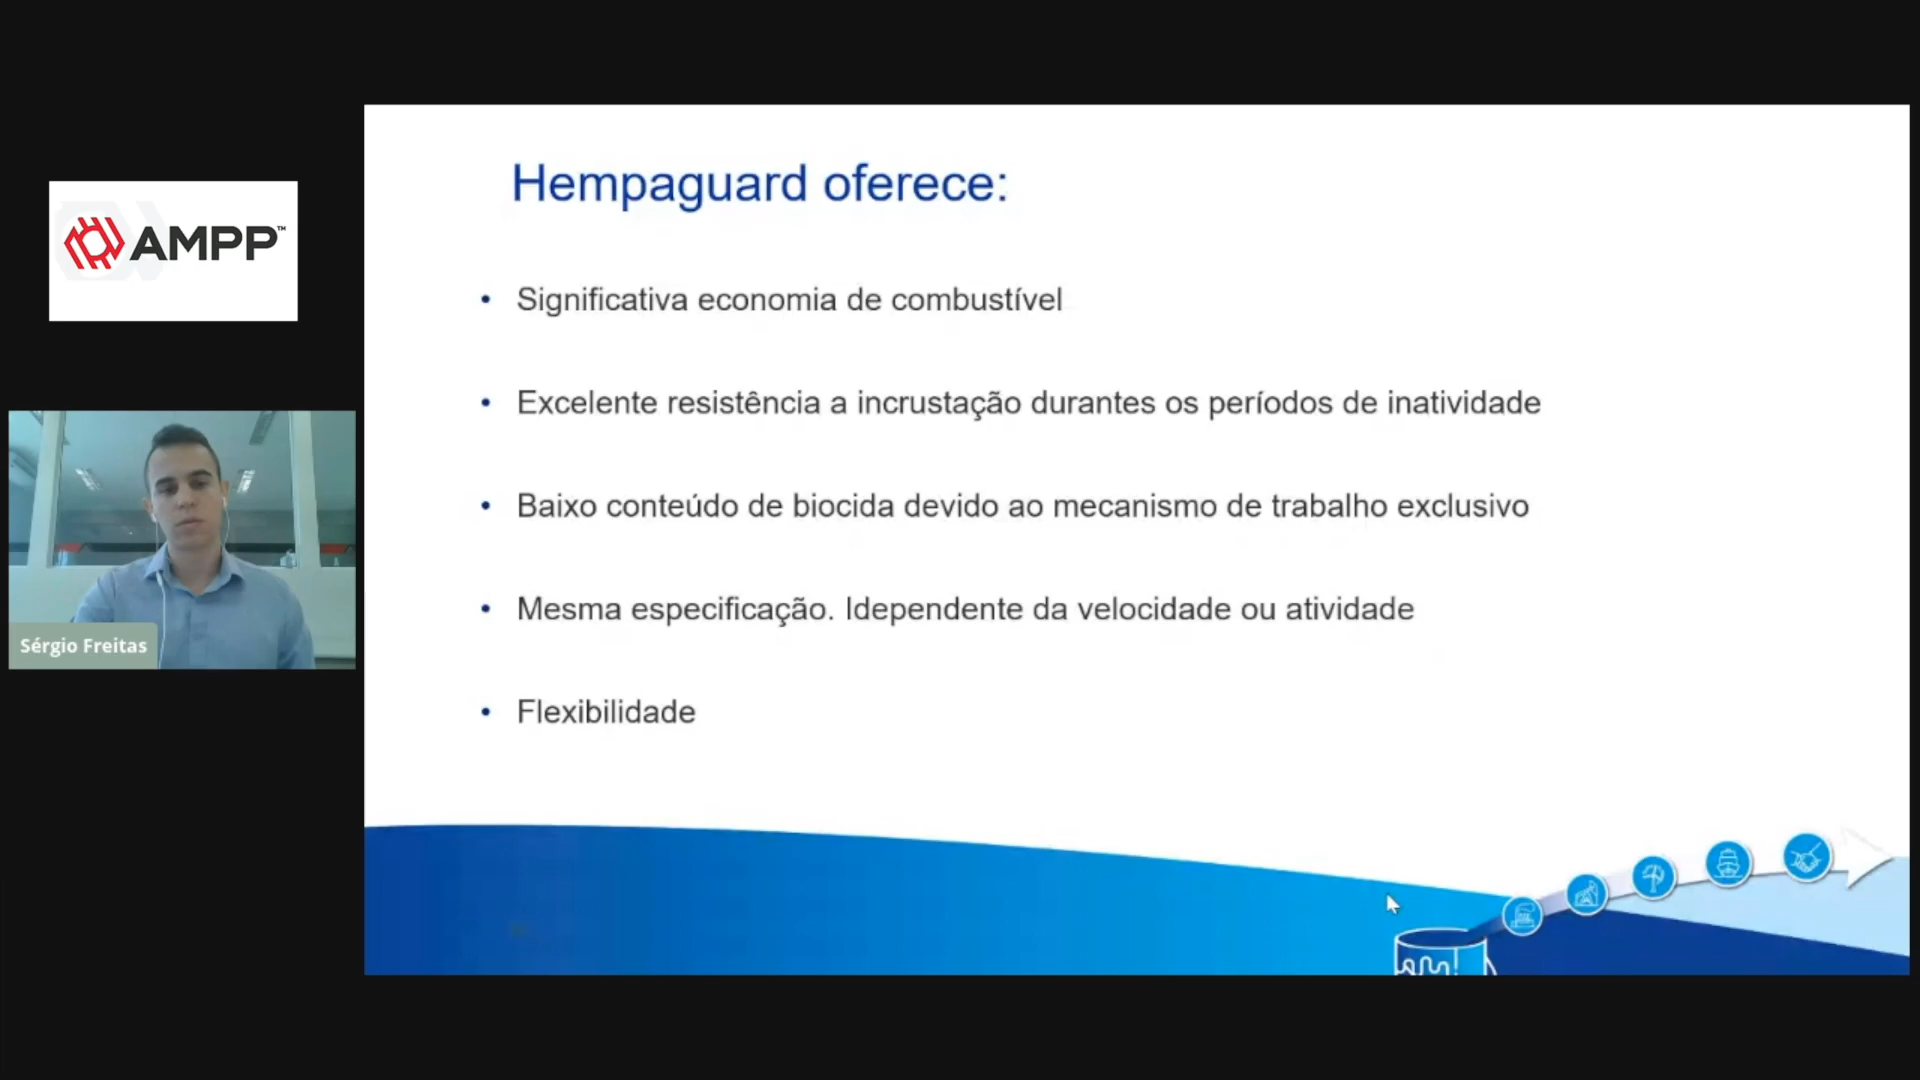 AMPP™
Sérgio Freitas
Hempaguard oferece:
• Significativa economia de combustível
• Excelente resistência a incrustação durantes os períodos de inatividade
• Baixo conteúdo de biocida devido ao mecanismo de trabalho exclusivo
• Mesma especificação. Idependente da velocidade ou atividade
• Flexibilidade